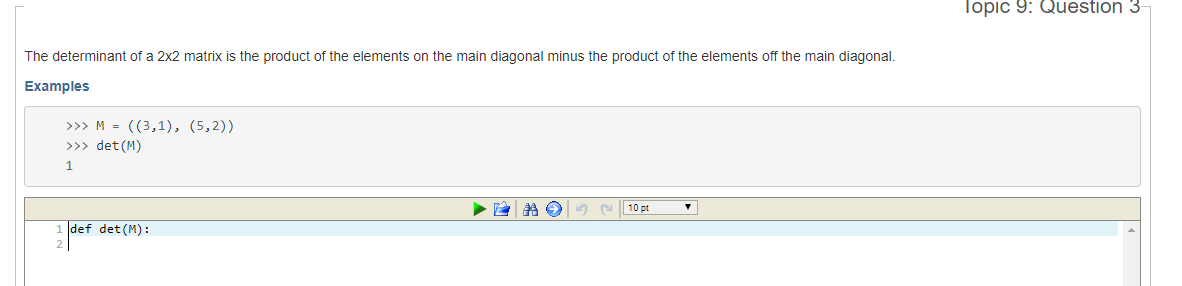 Topic 9: Question 3
The determinant of a 2x2 matrix is the product of the elements on the main diagonal minus the product of the elements off the main diagonal.
Examples
>>> M = ((3,1), (5,2))
>>> det(M)
1
10 pt
1 def det(M):
2